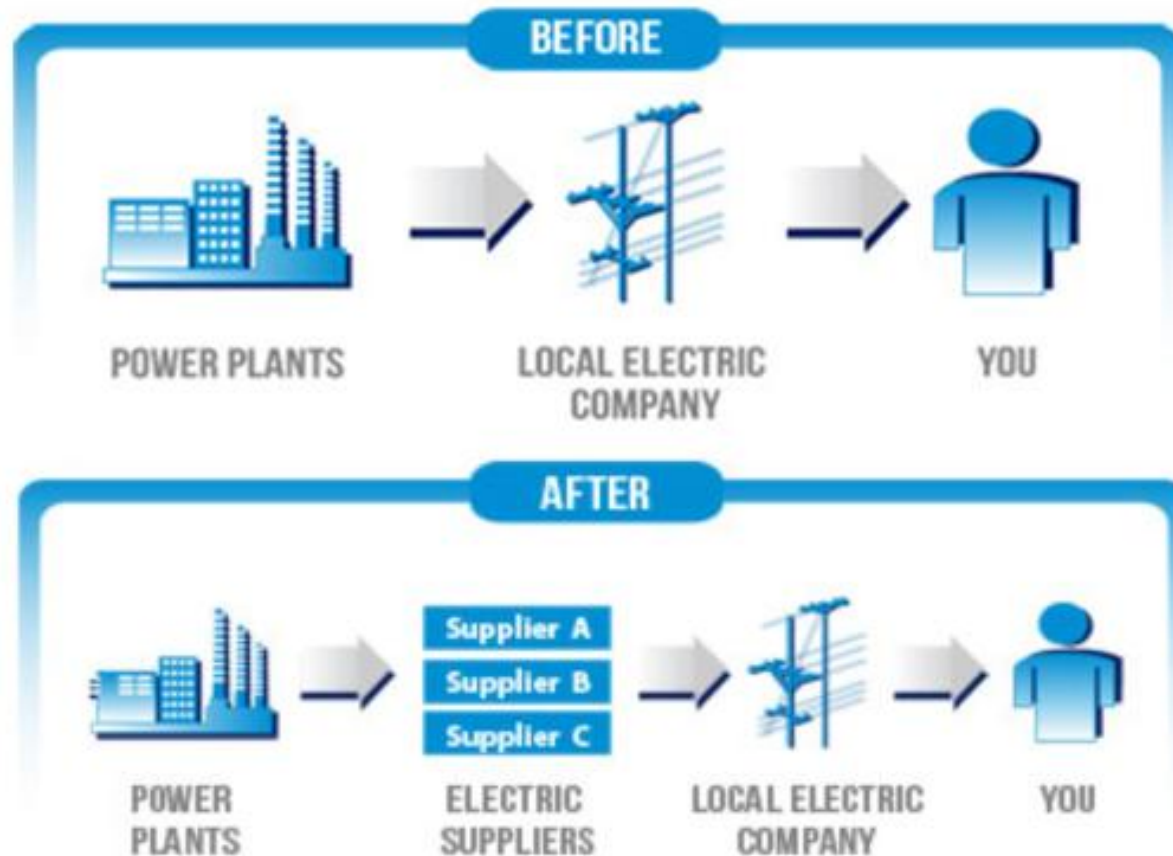 BEFORE
POWER PLANTS
LOCAL ELECTRIC
COMPANY
YOU
AFTER
Supplier A
Supplier B
Supplier C
POWER
PLANTS
ELECTRIC
SUPPLIERS
LOCAL ELECTRIC
COMPANY
YOU